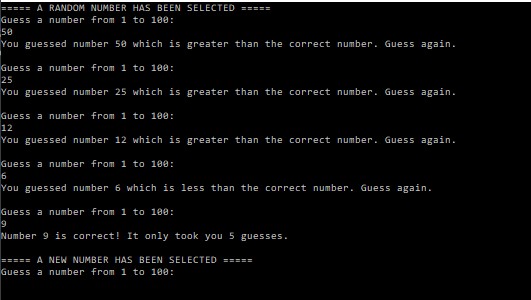 ===== A RANDOM NUMBER HAS BEEN SELECTED =====
Guess a number from 1 to 100:
50
You guessed number 50 which is greater than the correct number. Guess again.
Guess a number from 1 to 100:
25
You guessed number 25 which is greater than the correct number. Guess again.
Guess a number from 1 to 100:
12
You guessed number 12 which is greater than the correct number. Guess again.
Guess a number from 1 to 100:
6
You guessed number 6 which is less than the correct number. Guess again.
Guess a number from 1 to 100:
9
Number 9 is correct! It only took you 5 guesses.
===== A NEW NUMBER HAS BEEN SELECTED =====
Guess a number from 1 to 100: